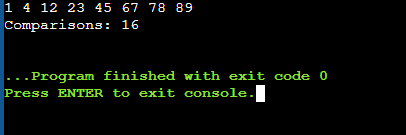 1 4 12 23 45 67 78 89
Comparisons: 16
...Program finished with exit code 0
Press ENTER to exit console.